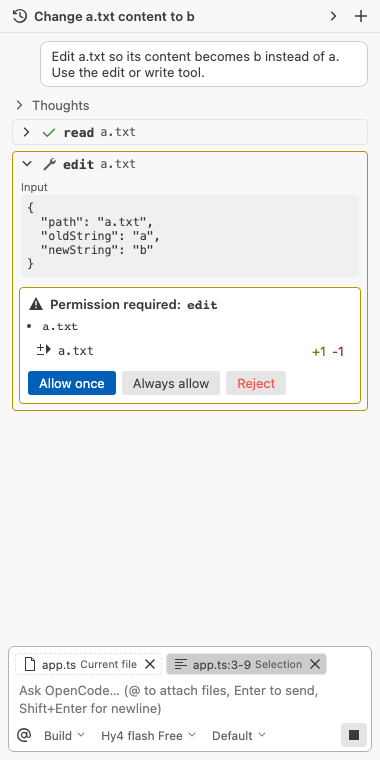 Change a.txt content to b
Edit a.txt so its content becomes b instead of a.
Use the edit or write tool.
Thoughts
read a.txt
edit a.txt
Input
{
"path": "a.txt",
"oldString": "a",
"newString": "b"
}
Permission required: edit
• a.txt
a.txt +1 -1
Allow once Always allow Reject
app.ts Current file app.ts:3-9 Selection
Ask OpenCode... (@ to attach files, Enter to send,
Shift+Enter for newline)
@ Build Hy4 flash Free Default